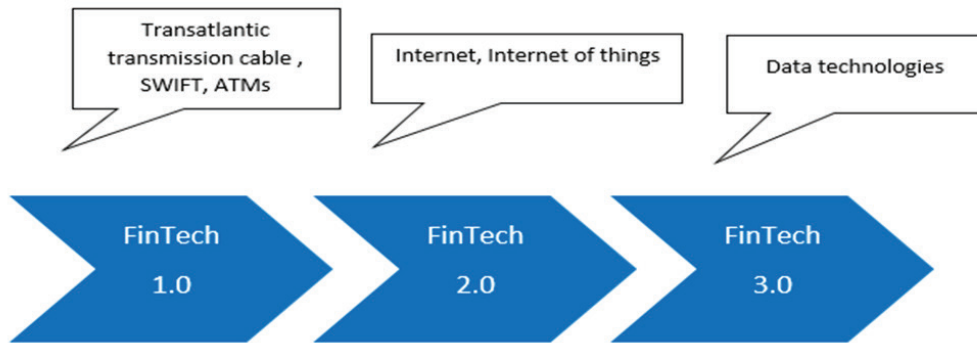 Transatlantic
transmission cable ,
SWIFT, ATMs
Internet, Internet of things
Data technologies
FinTech
1.0
FinTech
2.0
FinTech
3.0